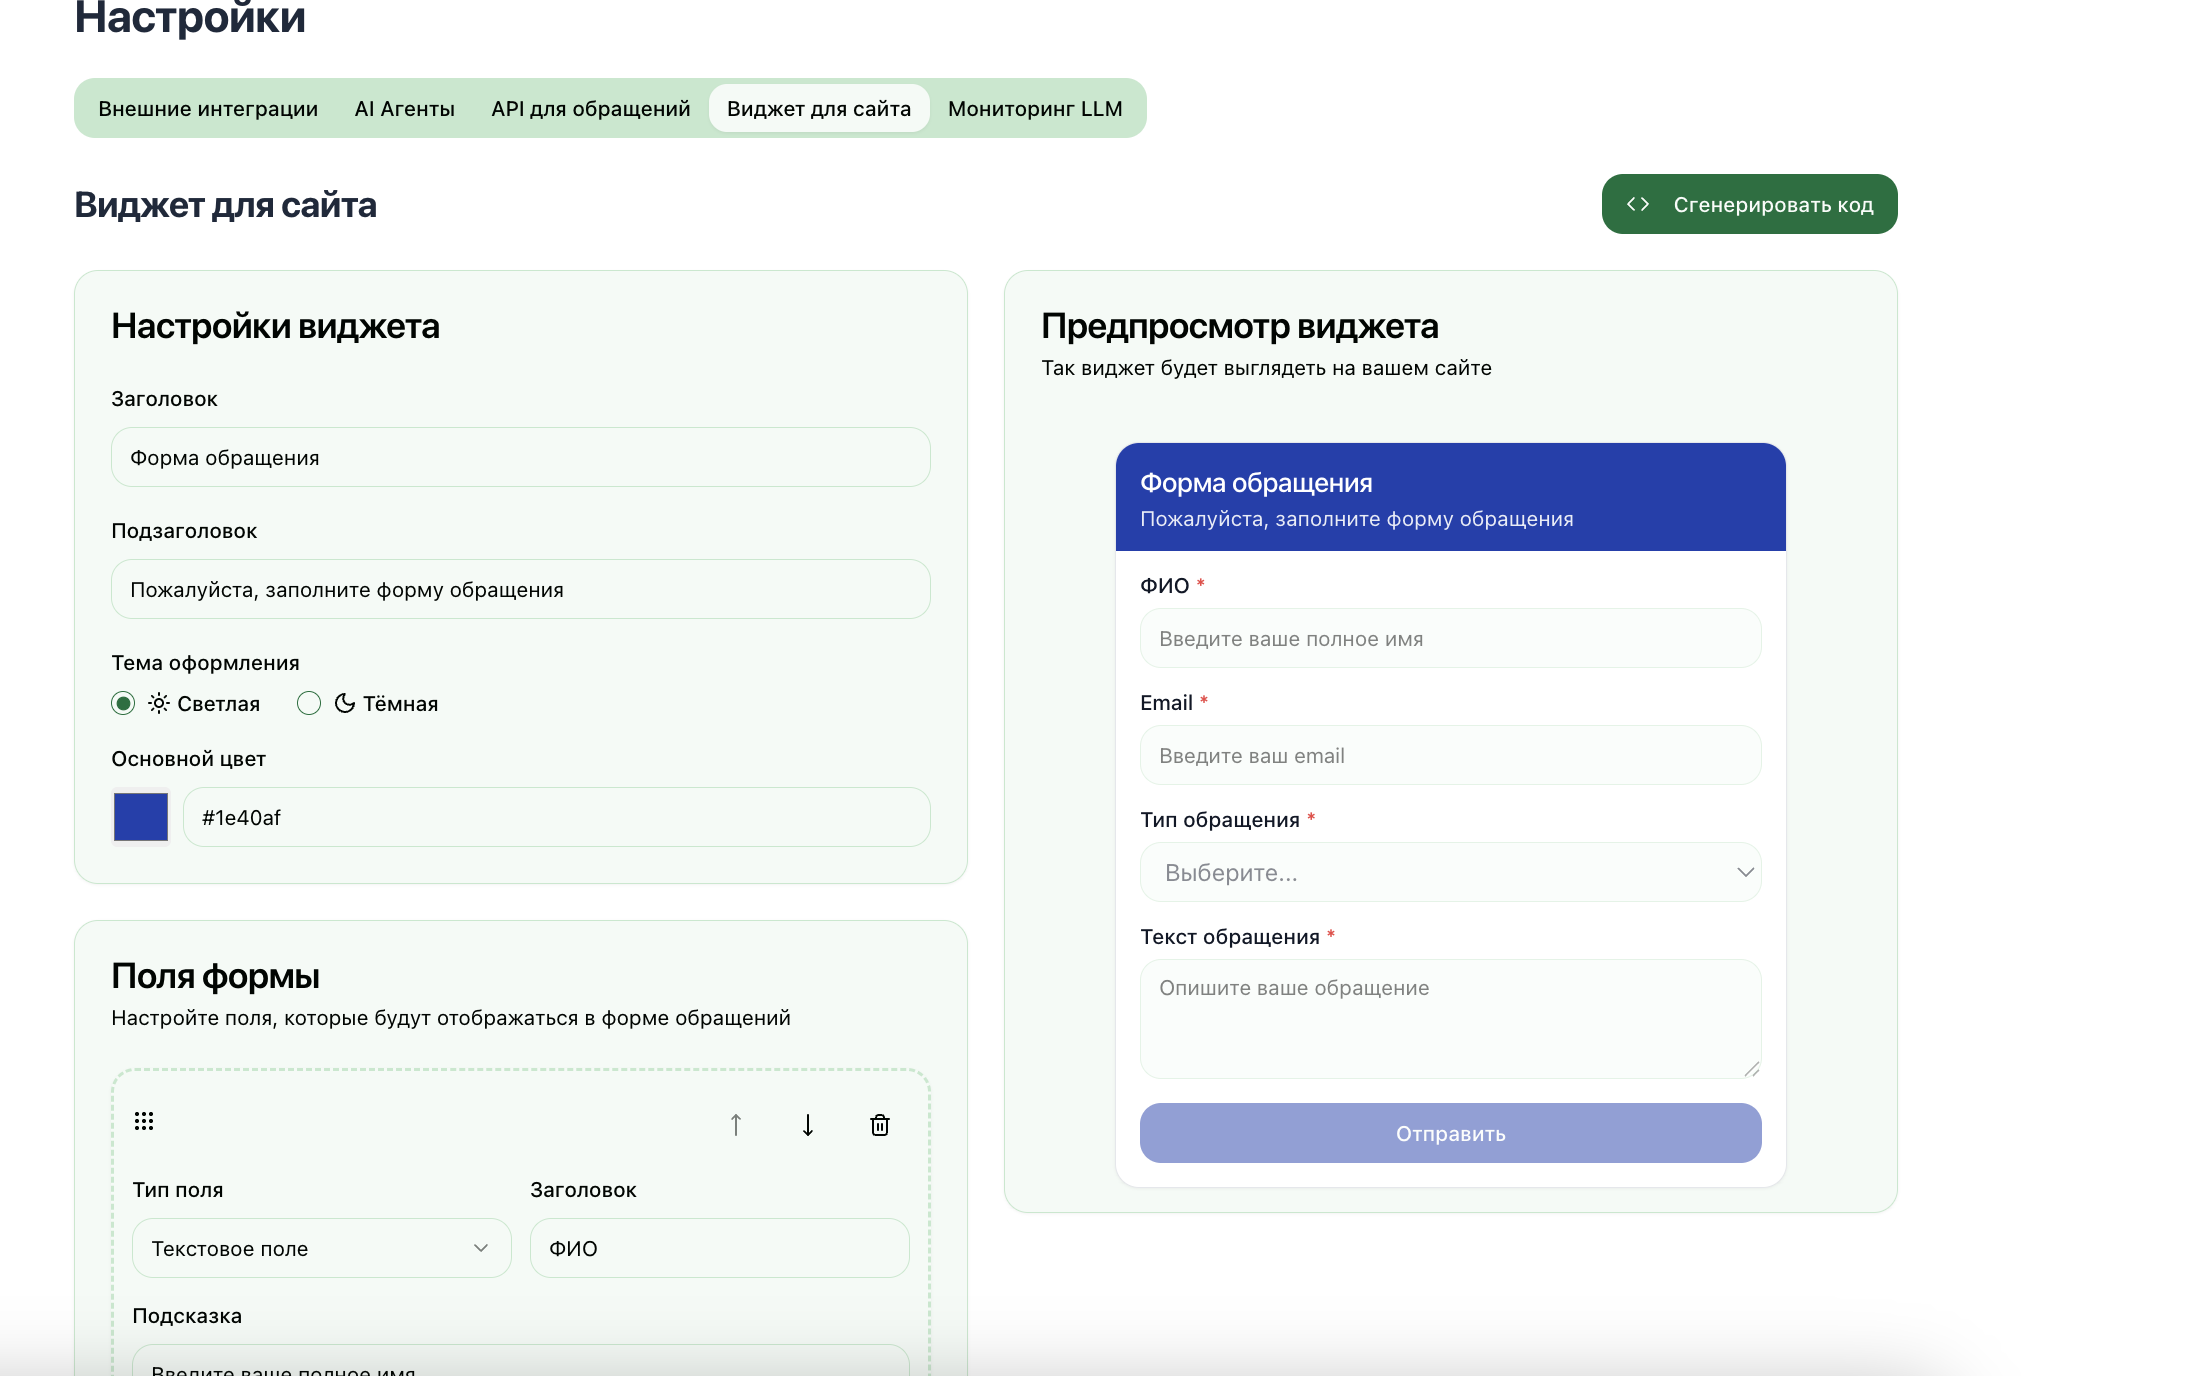 Настройки
Внешние интеграции
AI Агенты
API для обращений
Виджет для сайта
Мониторинг LLM
Виджет для сайта
Сгенерировать код
Настройки виджета
Заголовок
Форма обращения
Подзаголовок
Пожалуйста, заполните форму обращения
Тема оформления
Светлая
Тёмная
Основной цвет
#1e40af
Поля формы
Настройте поля, которые будут отображаться в форме обращений
Тип поля
Заголовок
Текстовое поле
ФИО
Подсказка
Введите ваше полное имя
Предпросмотр виджета
Так виджет будет выглядеть на вашем сайте
Форма обращения
Пожалуйста, заполните форму обращения
ФИО *
Введите ваше полное имя
Email *
Введите ваш email
Тип обращения *
Выберите...
Текст обращения *
Опишите ваше обращение
Отправить